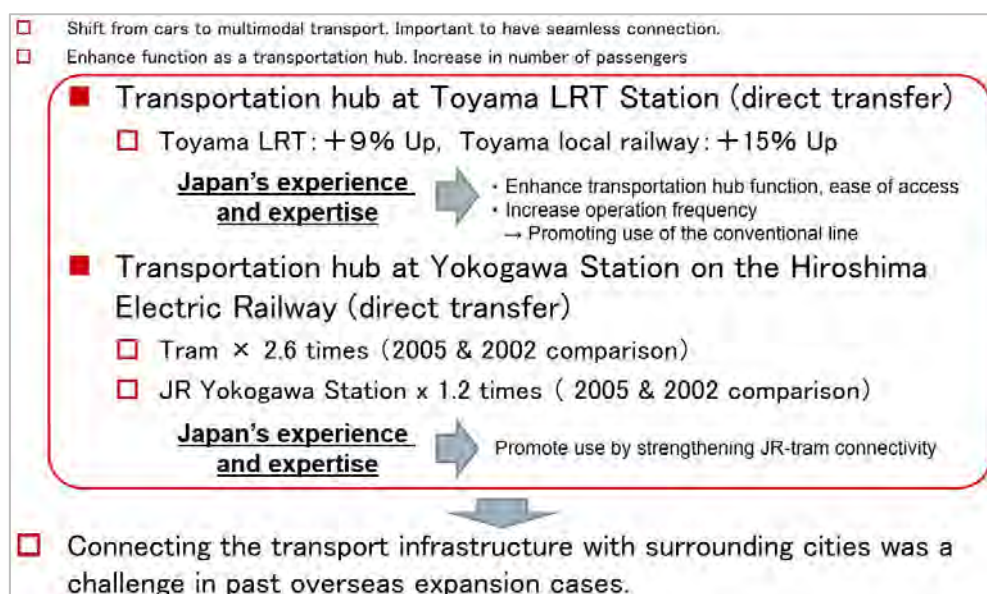 Shift from cars to multimodal transport. Important to have seamless connection.
Enhance function as a transportation hub. Increase in number of passengers
Transportation hub at Toyama LRT Station (direct transfer)
Toyama LRT: +9% Up, Toyama local railway: +15% Up
Japan's experience
and expertise
・Enhance transportation hub function, ease of access
・Increase operation frequency
→ Promoting use of the conventional line
Transportation hub at Yokogawa Station on the Hiroshima
Electric Railway (direct transfer)
Tram × 2.6 times (2005 & 2002 comparison)
JR Yokogawa Station x 1.2 times ( 2005 & 2002 comparison)
Japan's experience
and expertise
Promote use by strengthening JR-tram connectivity
Connecting the transport infrastructure with surrounding cities was a
challenge in past overseas expansion cases.